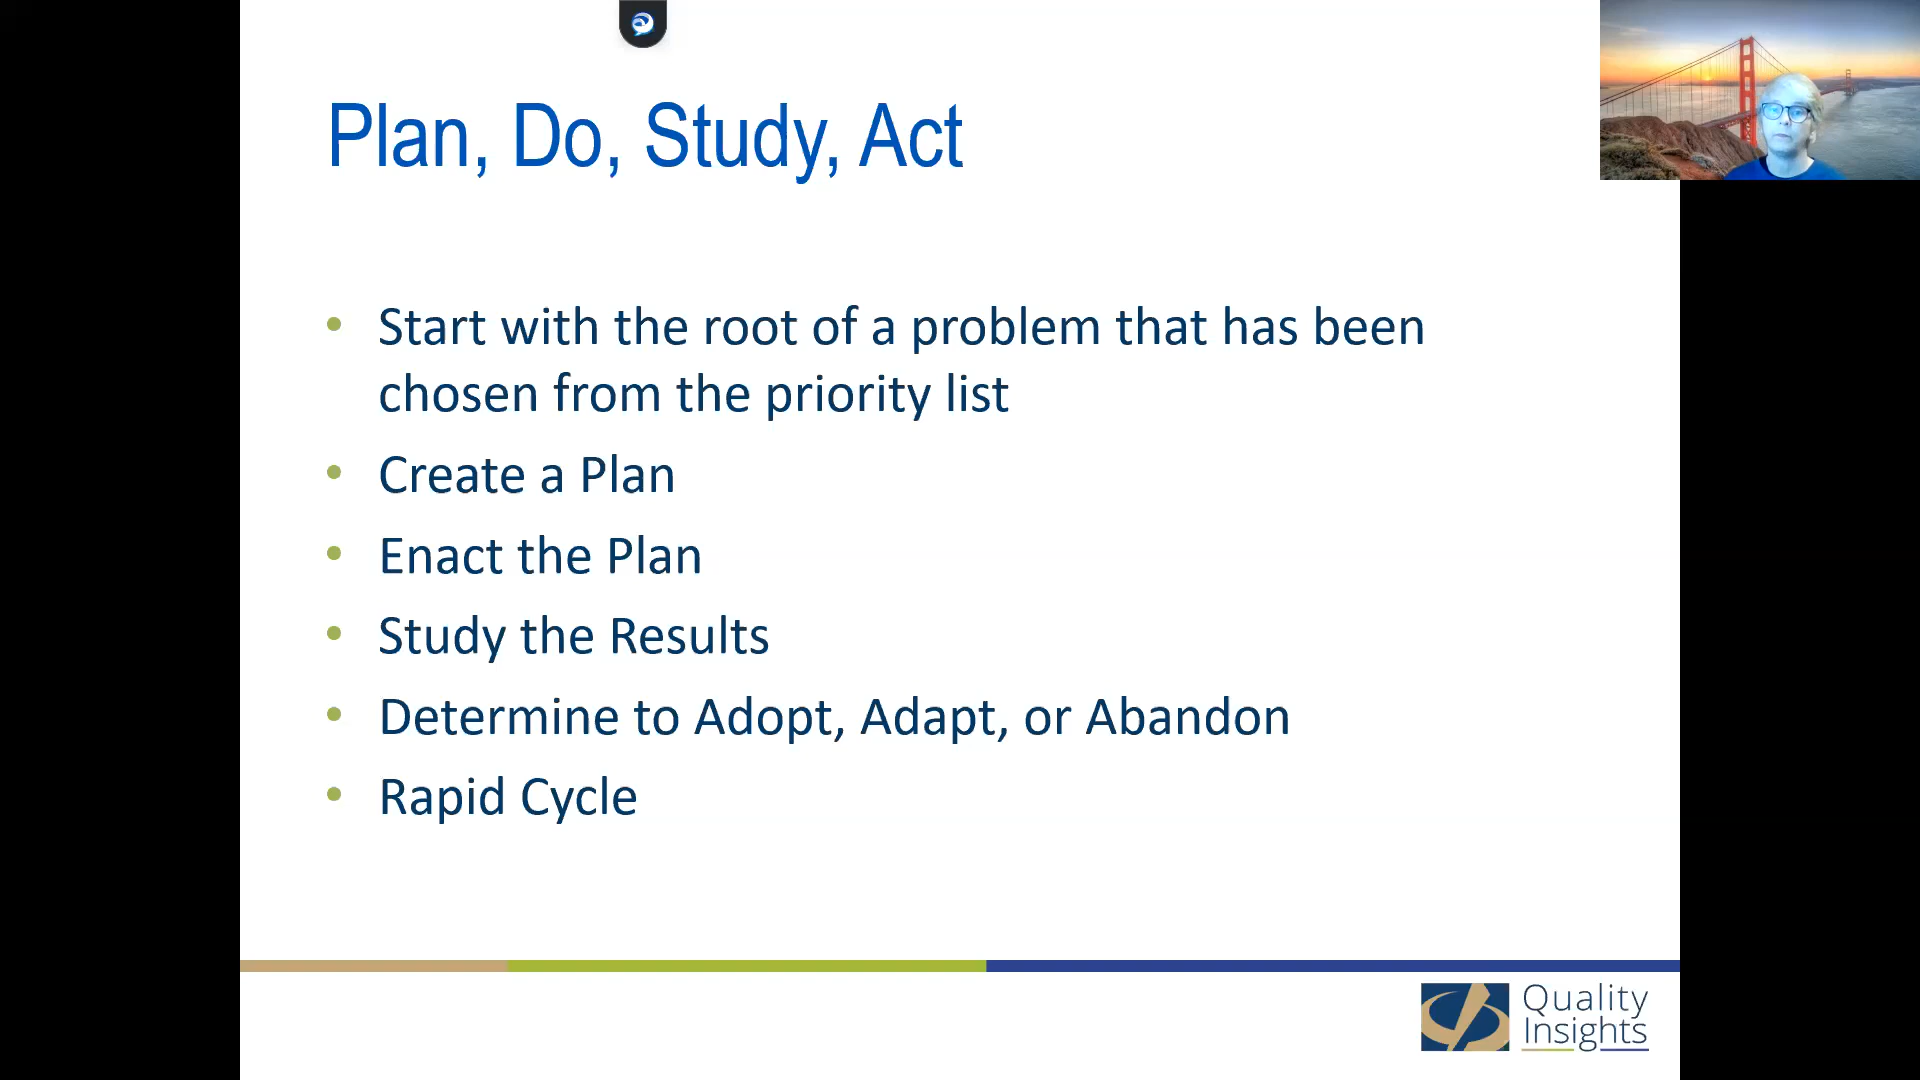 Plan, Do, Study, Act
• Start with the root of a problem that has been
chosen from the priority list
• Create a Plan
• Enact the Plan
• Study the Results
• Determine to Adopt, Adapt, or Abandon
• Rapid Cycle
Quality
Insights